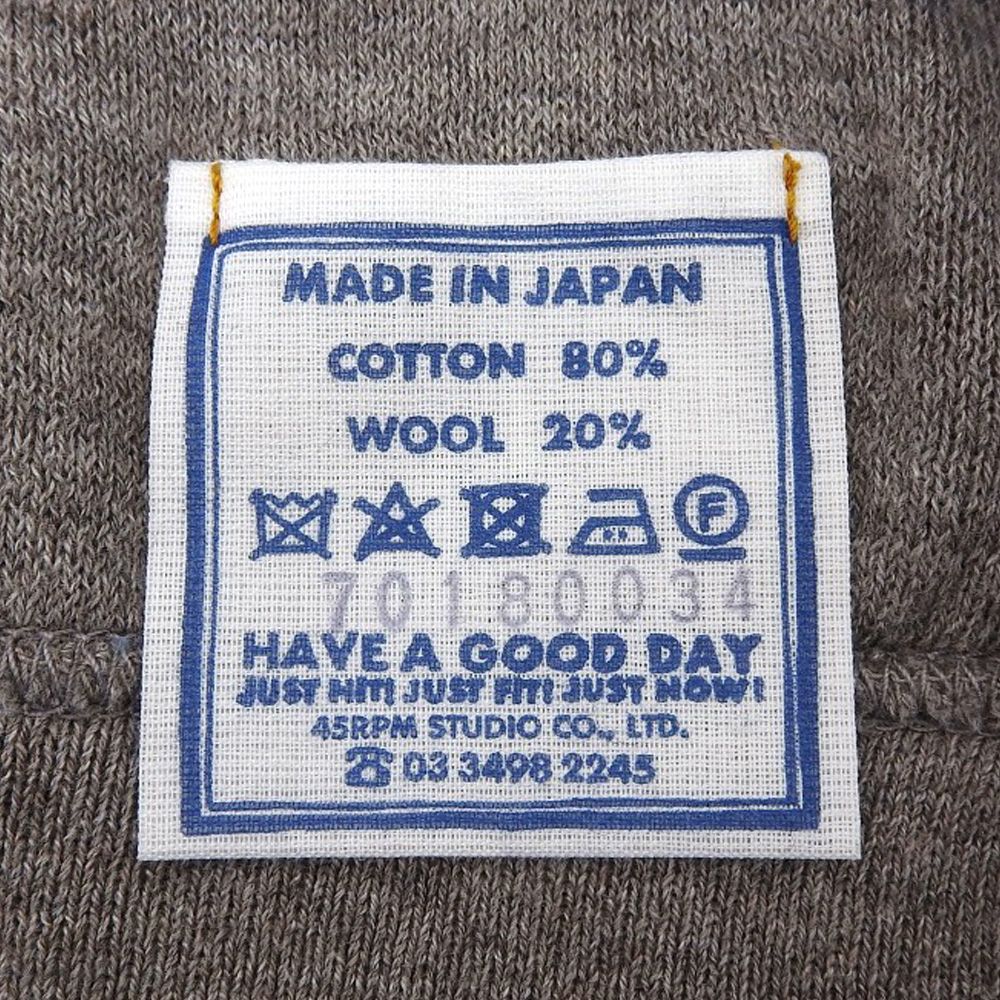 MADE IN JAPAN
COTTON 80%
WOOL 20%
F
70180034
HAVE A GOOD DAY
JUST HIT! JUST FIT! JUST NOW!
45RPM STUDIO CO., LTD.
☎ 03 3498 2245